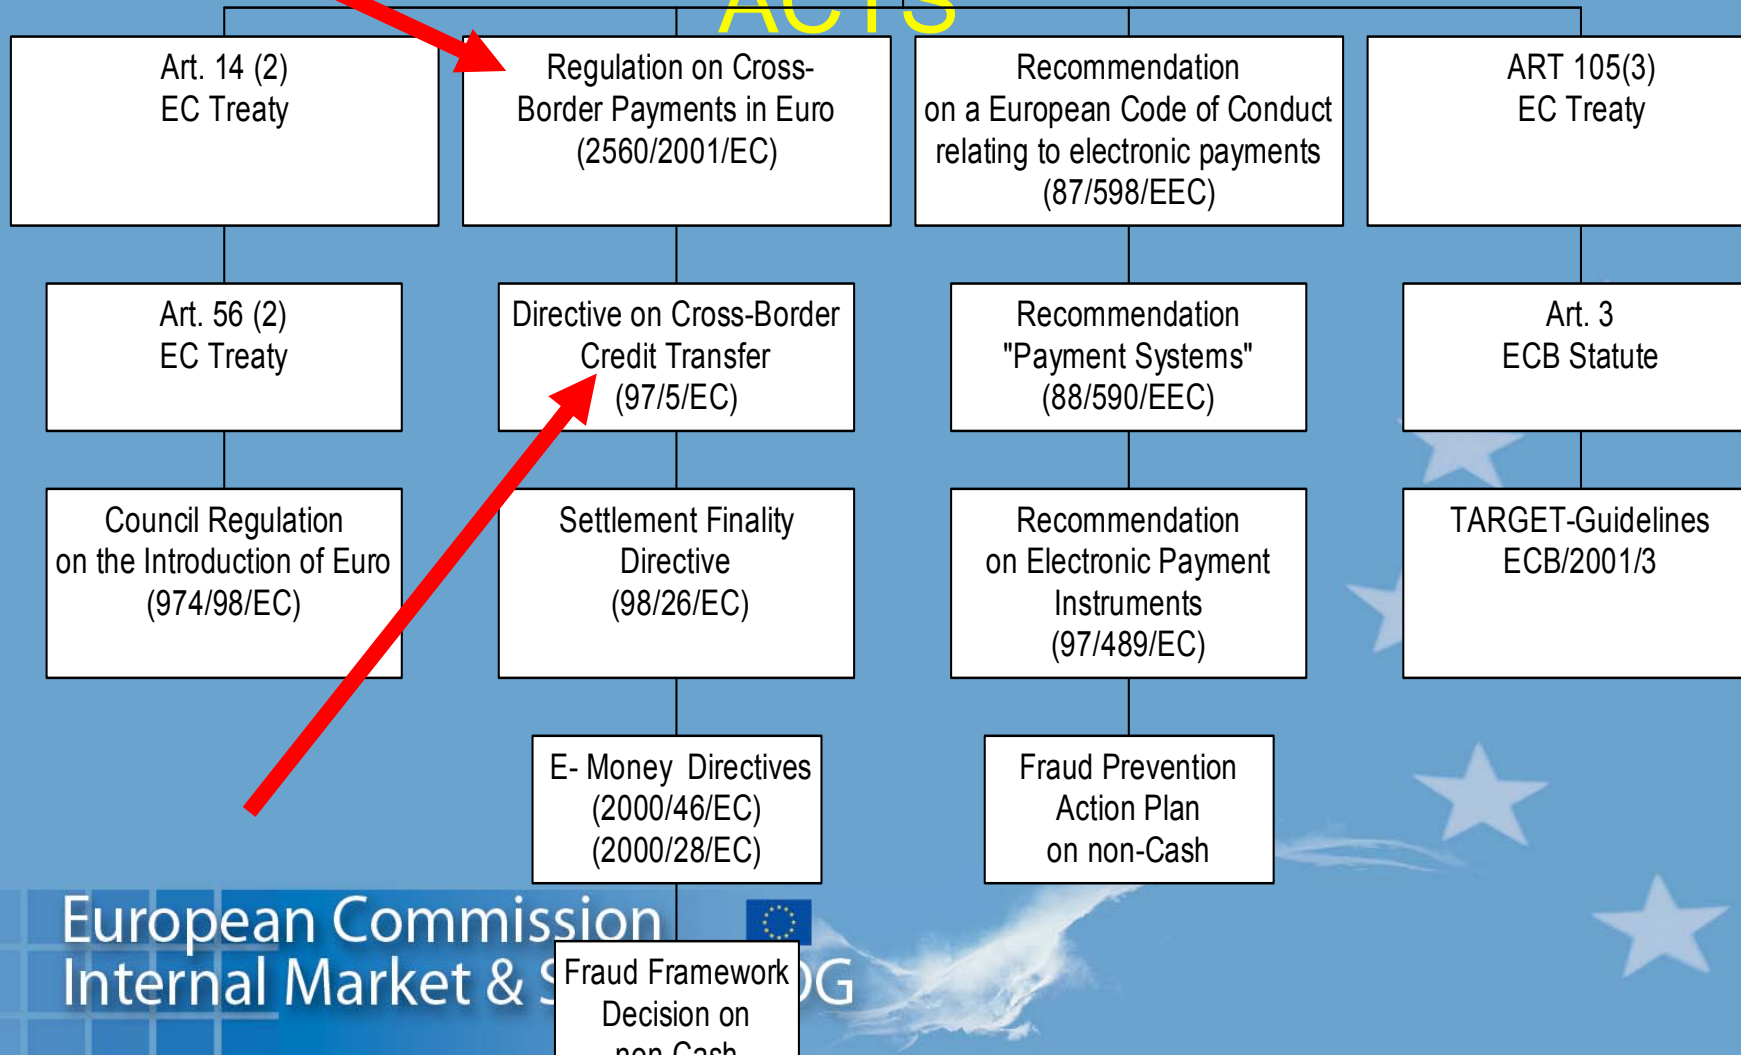 ACTS
Art. 14 (2)
EC Treaty
Regulation on Cross-
Border Payments in Euro
(2560/2001/EC)
Recommendation
on a European Code of Conduct
relating to electronic payments
(87/598/EEC)
ART 105(3)
EC Treaty
Art. 56 (2)
EC Treaty
Directive on Cross-Border
Credit Transfer
(97/5/EC)
Recommendation
"Payment Systems"
(88/590/EEC)
Art. 3
ECB Statute
Council Regulation
on the Introduction of Euro
(974/98/EC)
Settlement Finality
Directive
(98/26/EC)
Recommendation
on Electronic Payment
Instruments
(97/489/EC)
TARGET-Guidelines
ECB/2001/3
E- Money Directives
(2000/46/EC)
(2000/28/EC)
Fraud Prevention
Action Plan
on non-Cash
Fraud Framework
Decision on
non-Cash
European Commission
Internal Market &